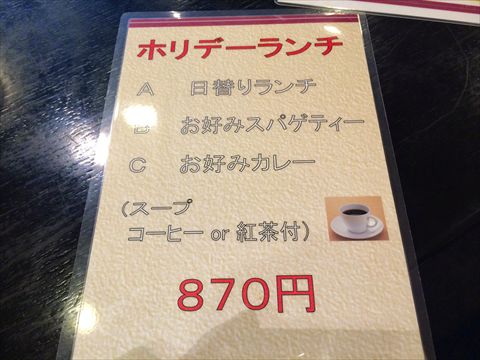 ホリデーランチ
A 日替りランチ
B お好みスパゲティー
C お好みカレー
(スープ
コーヒー or 紅茶付)
870円